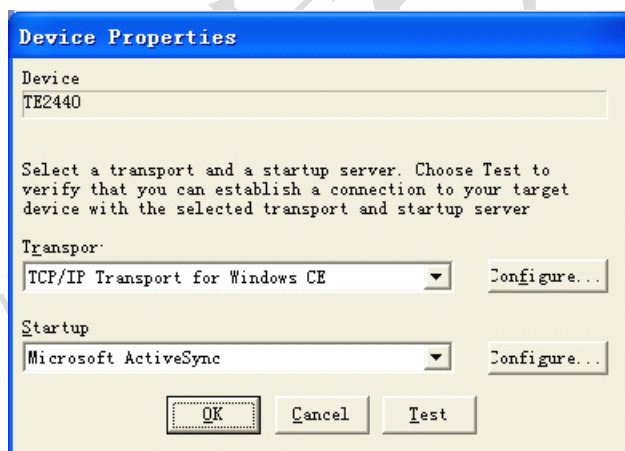 Device Properties
Device
TE2440
Select a transport and a startup server. Choose Test to
verify that you can establish a connection to your target
device with the selected transport and startup server
Transpor
TCP/IP Transport for Windows CE
Configure...
Startup
Microsoft ActiveSync
Configure...
OK Cancel Test